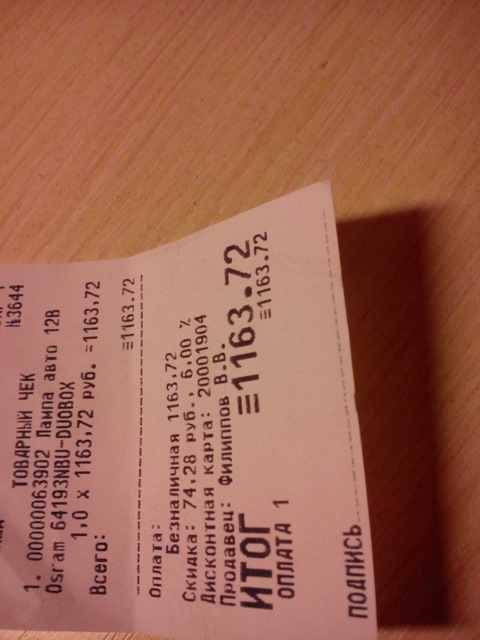 №3644
ТОВАРНЫЙ ЧЕК
1. 00000063902 Лампа авто 12В
Osram 64193NBU-DUOBOX
1,0 x 1163,72 руб. =1163,72
Всего: ≡1163.72
Оплата:
Безналичная 1163,72
Скидка: 74,28 руб., 6,00 %
Дисконтная карта: 20001904
Продавец: Филиппов В.В.
ИТОГ ≡1163.72
ОПЛАТА 1 ≡1163.72
ПОДПИСЬ